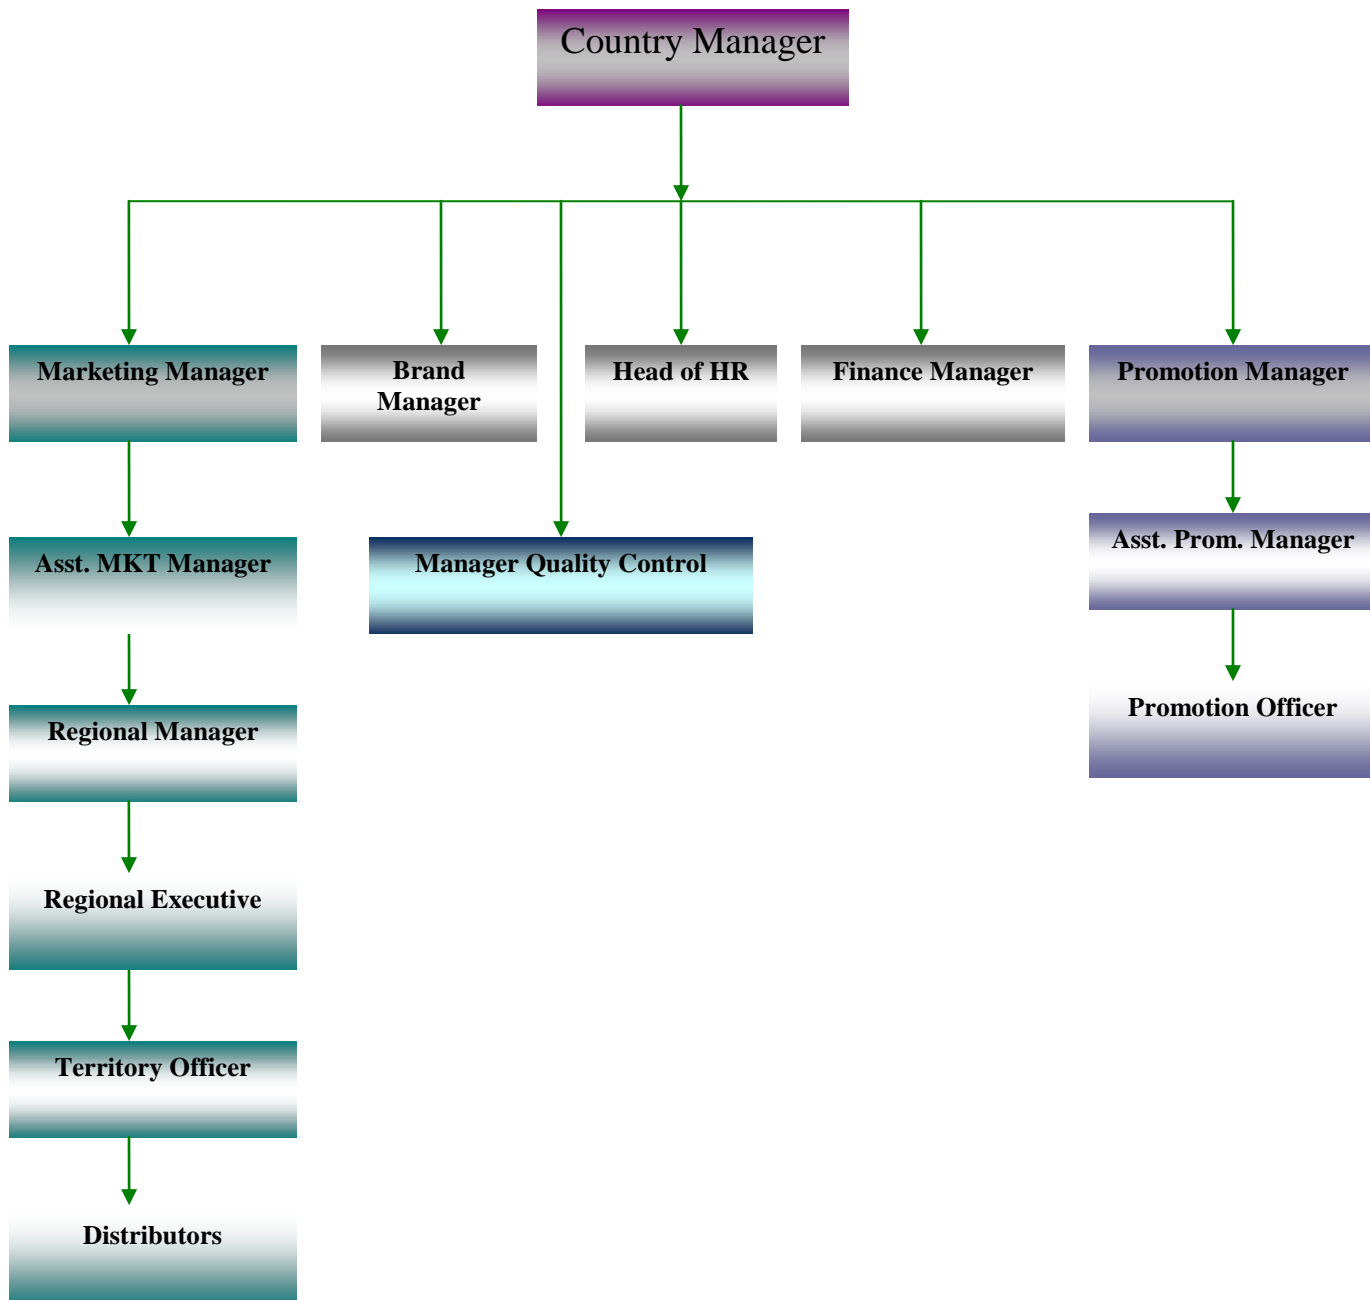 Country Manager
Marketing Manager
Brand
Manager
Head of HR
Finance Manager
Promotion Manager
Asst. MKT Manager
Manager Quality Control
Asst. Prom. Manager
Regional Manager
Promotion Officer
Regional Executive
Territory Officer
Distributors